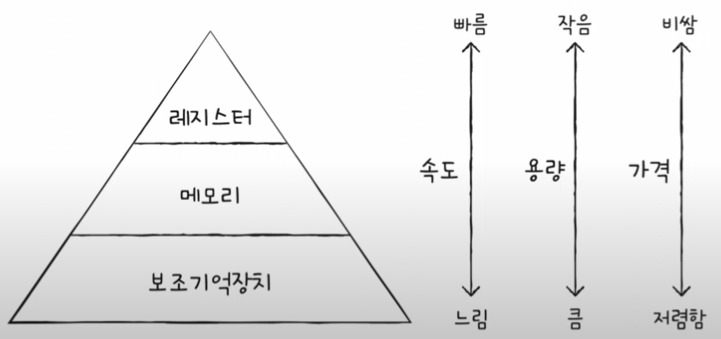 빠름 작음 비쌈
레지스터
속도 용량 가격
메모리
보조기억장치
느림 큼 저렴함